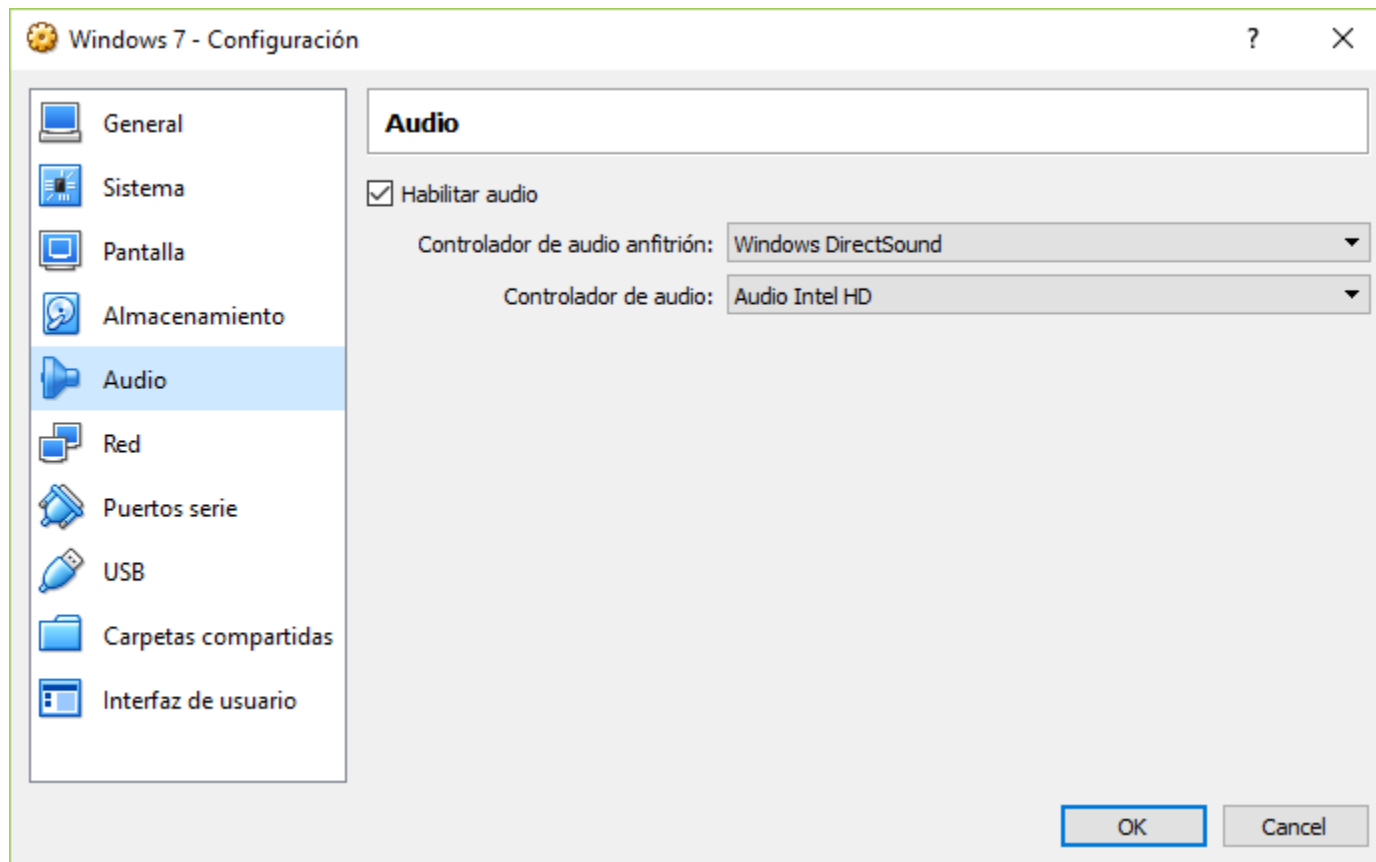 Windows 7 - Configuración
?
General
Sistema
Pantalla
Almacenamiento
Audio
Red
Puertos serie
USB
Carpetas compartidas
Interfaz de usuario
Audio
Habilitar audio
Controlador de audio anfitrión: Windows DirectSound
Controlador de audio: Audio Intel HD
OK Cancel